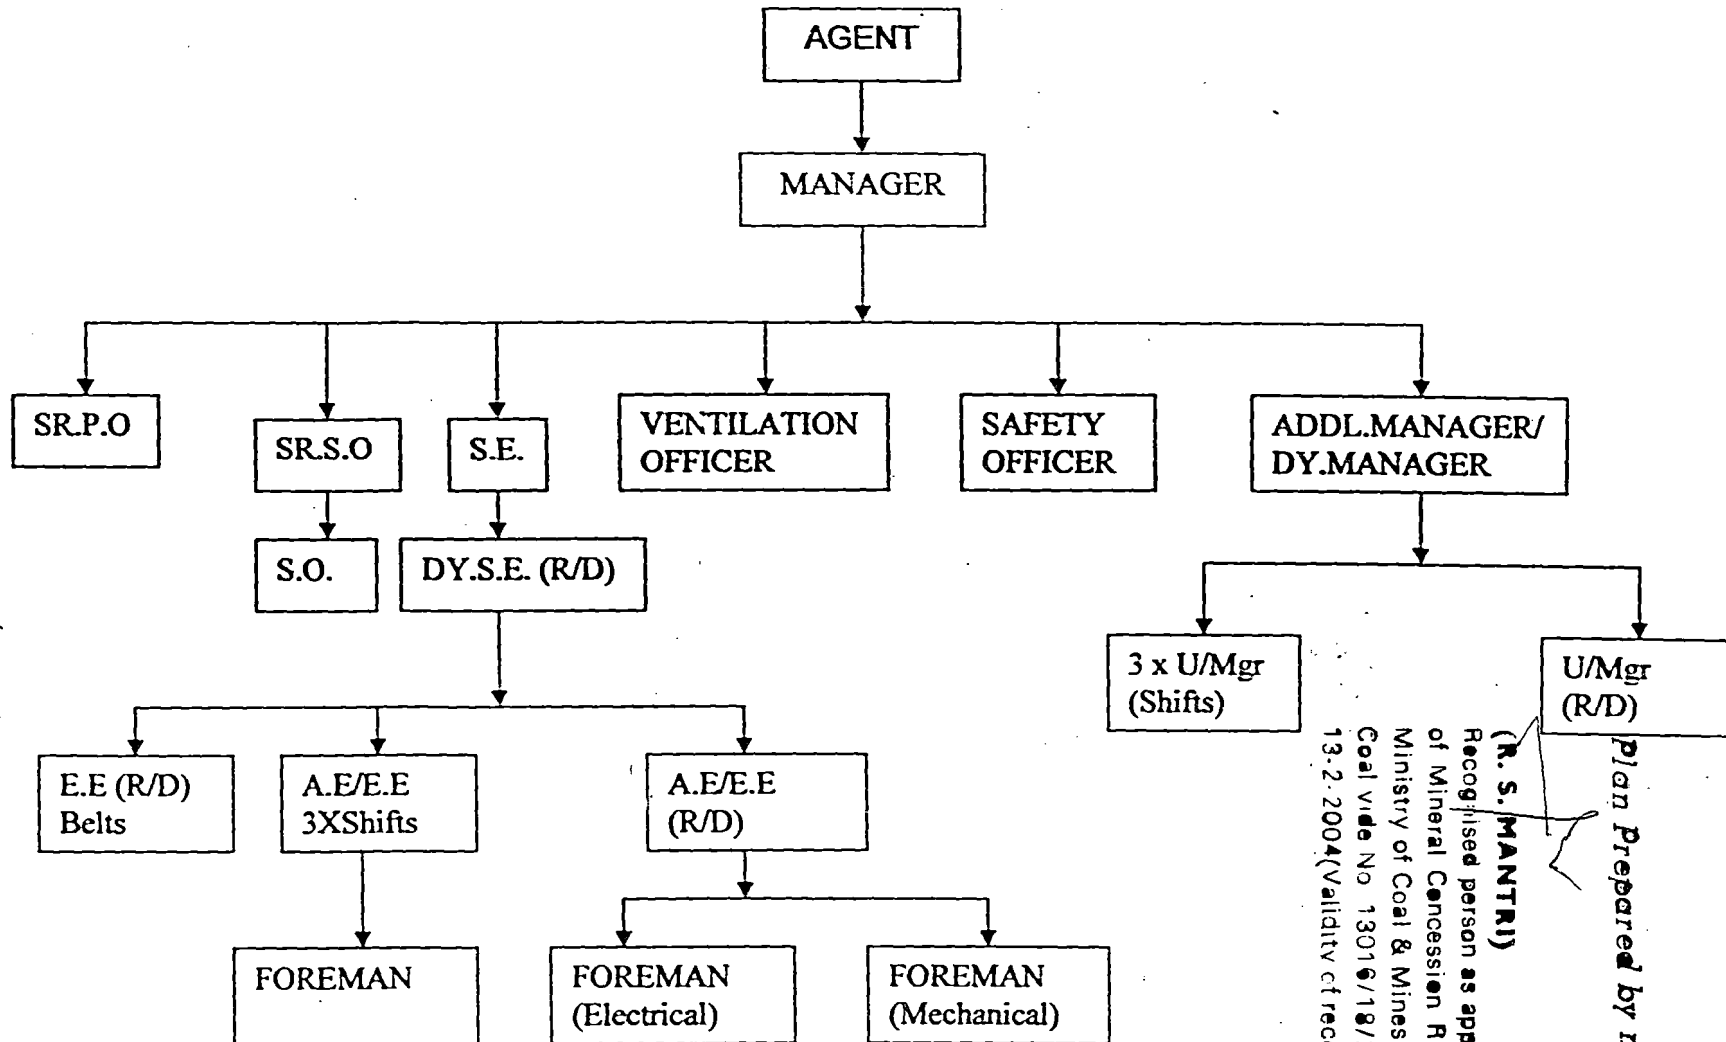 AGENT
MANAGER
SR.P.O
SR.S.O
S.E.
VENTILATION
OFFICER
SAFETY
OFFICER
ADDL.MANAGER/
DY.MANAGER
S.O.
DY.S.E. (R/D)
3 x U/Mgr
(Shifts)
U/Mgr
(R/D)
E.E (R/D)
Belts
A.E/E.E
3XShifts
A.E/E.E
(R/D)
FOREMAN
FOREMAN
(Electrical)
FOREMAN
(Mechanical)
Plan Prepared by
(R. S. MANTRI)
Recognised person as
of Mineral Concession
Ministry of Coal & Mines
Coal vide No 13016/18/
13-2-2004(Validity of